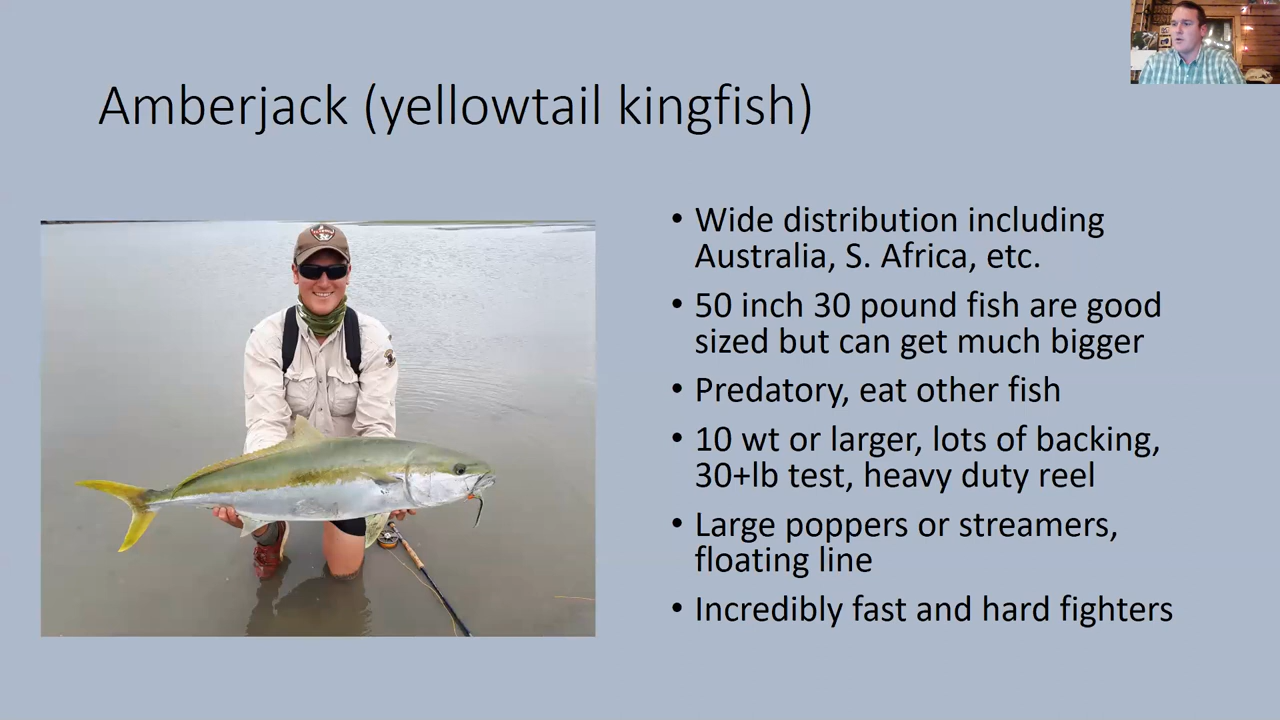 Amberjack (yellowtail kingfish)
• Wide distribution including
Australia, S. Africa, etc.
• 50 inch 30 pound fish are good
sized but can get much bigger
• Predatory, eat other fish
• 10 wt or larger, lots of backing,
30+lb test, heavy duty reel
• Large poppers or streamers,
floating line
• Incredibly fast and hard fighters